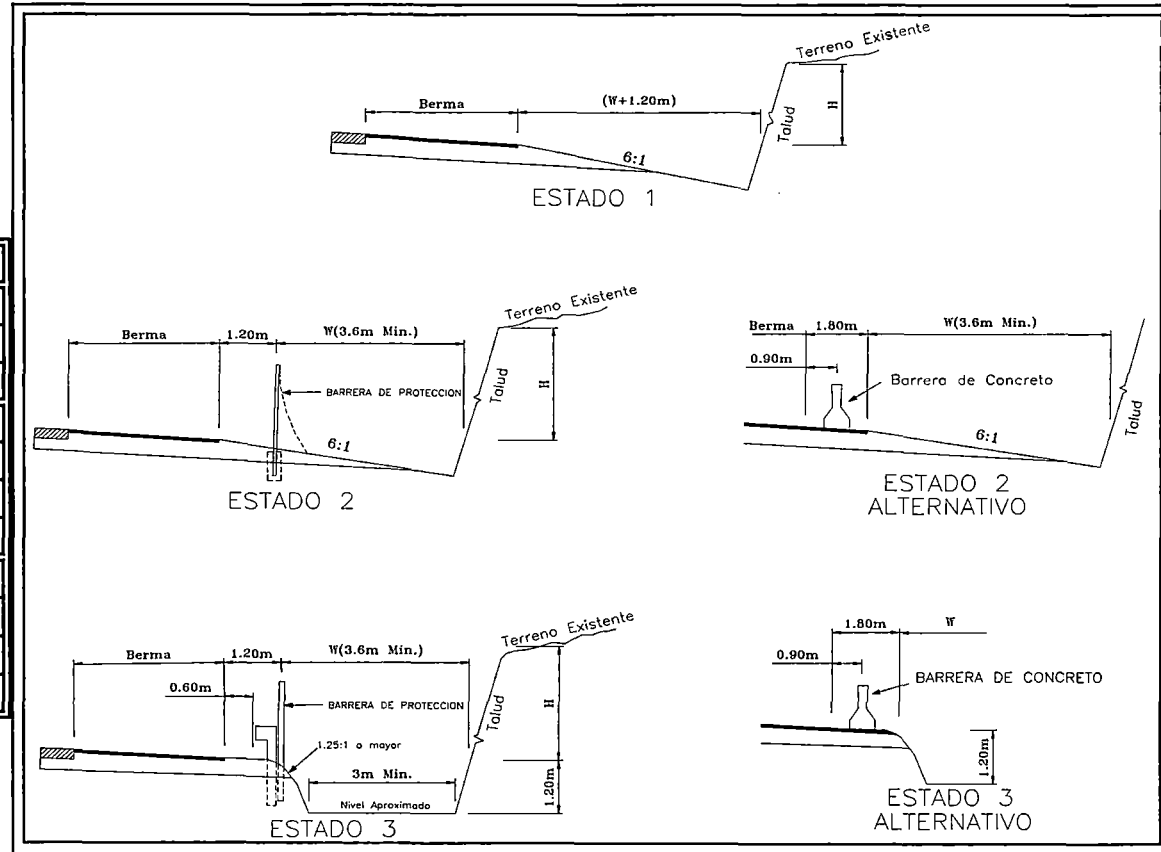 Terreno Existente
Berma
(W+1.20m)
H
Talud
6:1
ESTADO 1
Terreno Existente
Berma
1.20m
W(3.6m Min.)
H
BARRERA DE PROTECCION
Talud
6:1
ESTADO 2
Berma
1.80m
W(3.6m Min.)
0.90m
Barrera de Concreto
6:1
Talud
ESTADO 2
ALTERNATIVO
Terreno Existente
Berma
1.20m
W(3.6m Min.)
0.60m
H
BARRERA DE PROTECCION
Talud
1.25:1 o mayor
3m Min.
1.20m
Nivel Aproximado
ESTADO 3
1.80m
W
0.90m
BARRERA DE CONCRETO
1.20m
ESTADO 3
ALTERNATIVO